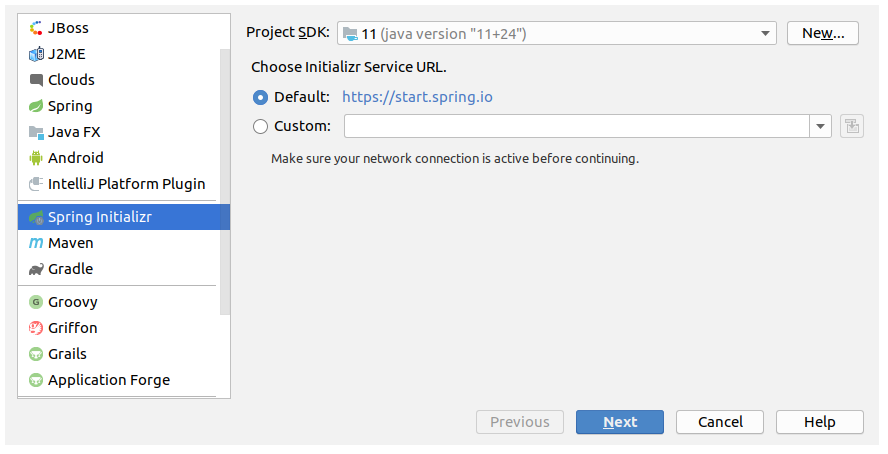 JBoss
J2ME
Clouds
Spring
Java FX
Android
IntelliJ Platform Plugin
Spring Initializr
m Maven
Gradle
G Groovy
Griffon
Grails
Application Forge
Project SDK: 11 (java version "11+24") New...
Choose Initializr Service URL.
Default: https://start.spring.io
Custom:
Make sure your network connection is active before continuing.
Previous Next Cancel Help